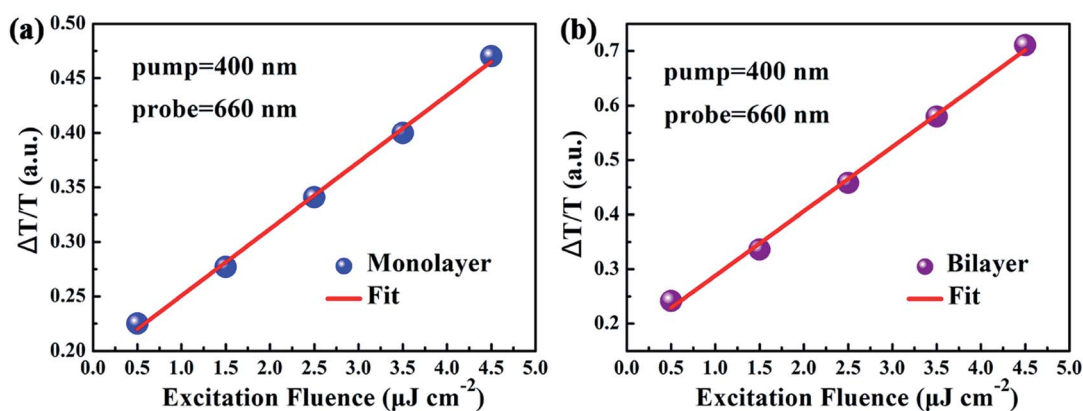 (a)
pump=400 nm
probe=660 nm
Monolayer
Fit
ΔT/T (a.u.)
0.50
0.45
0.40
0.35
0.30
0.25
0.20
0.0 0.5 1.0 1.5 2.0 2.5 3.0 3.5 4.0 4.5 5.0
Excitation Fluence (μJ cm⁻²)
(b)
pump=400 nm
probe=660 nm
Bilayer
Fit
ΔT/T (a.u.)
0.7
0.6
0.5
0.4
0.3
0.2
0.0 0.5 1.0 1.5 2.0 2.5 3.0 3.5 4.0 4.5 5.0
Excitation Fluence (μJ cm⁻²)